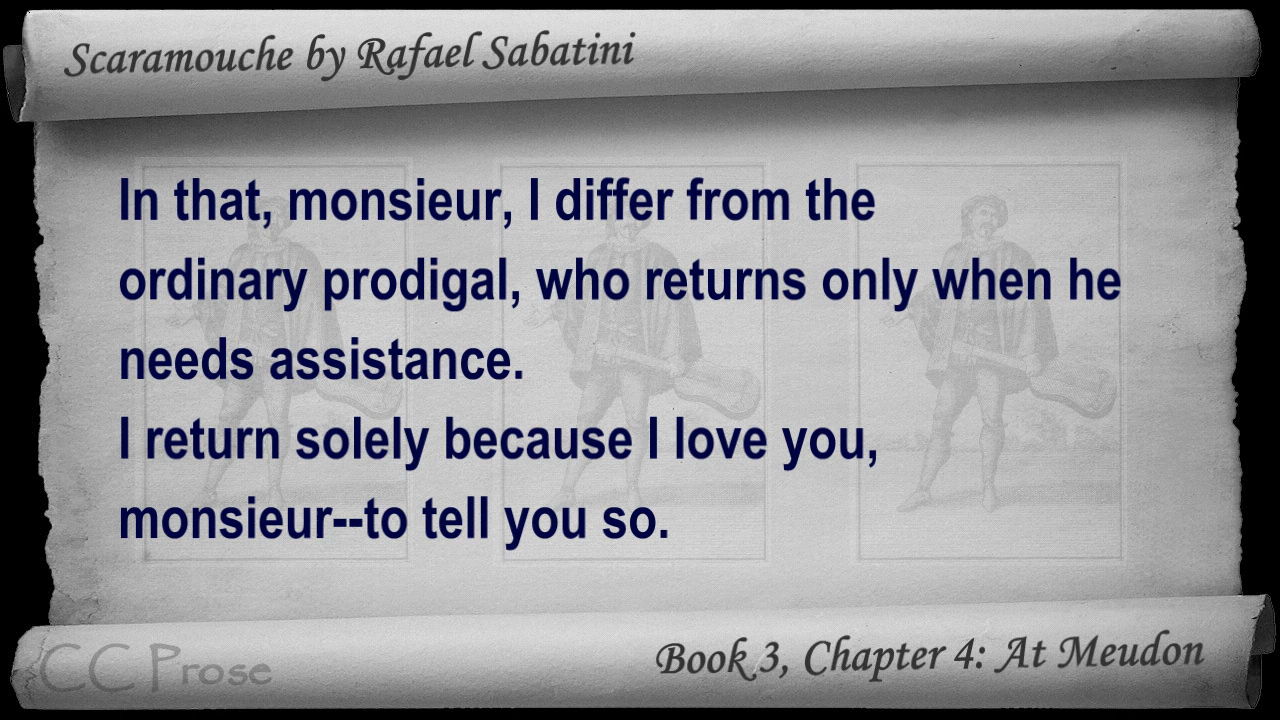 Scaramouche by Rafael Sabatini
In that, monsieur, I differ from the
ordinary prodigal, who returns only when he
needs assistance.
I return solely because I love you,
monsieur--to tell you so.
CC Prose
Book 3, Chapter 4: At Meudon